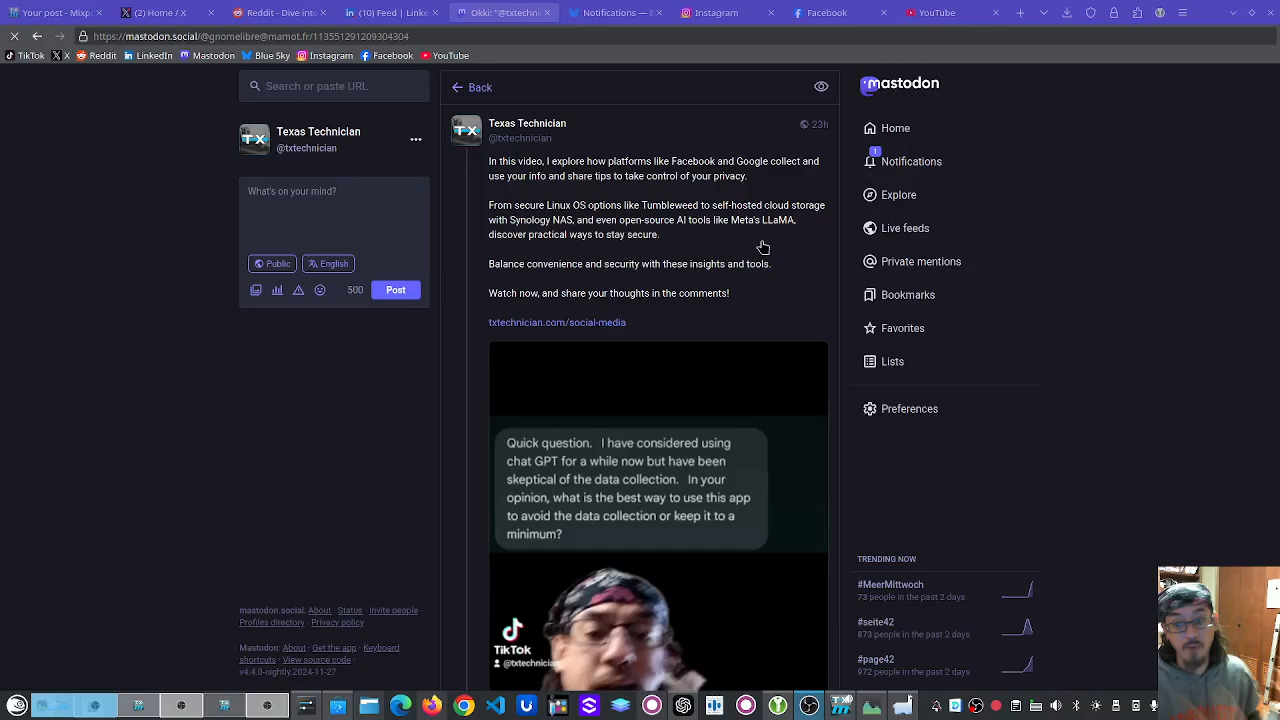 Your post - Mixpo
(2) Home /
Reddit - Dive into
(10) Feed | Linke
Okki: "@txtechni
Notifications —
Instagram
Facebook
YouTube
https://mastodon.social/@gnomelibre@mamot.fr/113551291209304304
TikTok
X
Reddit
LinkedIn
Mastodon
Blue Sky
Instagram
Facebook
YouTube
Search or paste URL
Texas Technician
@txtechnician
What's on your mind?
Public
English
500
Post
mastodon.social: About · Status · Invite people ·
Profiles directory · Privacy policy
Mastodon: About · Get the app · Keyboard
shortcuts · View source code ·
v4.4.0-nightly.2024-11-27
Back
Texas Technician
@txtechnician
23h
In this video, I explore how platforms like Facebook and Google collect and
use your info and share tips to take control of your privacy.
From secure Linux OS options like Tumbleweed to self-hosted cloud storage
with Synology NAS, and even open-source AI tools like Meta's LLaMA,
discover practical ways to stay secure.
Balance convenience and security with these insights and tools.
Watch now, and share your thoughts in the comments!
txtechnician.com/social-media
Quick question. I have considered using
chat GPT for a while now but have been
skeptical of the data collection. In your
opinion, what is the best way to use this app
to avoid the data collection or keep it to a
minimum?
TikTok
@txtechnician
mastodon
Home
1
Notifications
Explore
Live feeds
Private mentions
Bookmarks
Favorites
Lists
Preferences
TRENDING NOW
#MeerMittwoch
73 people in the past 2 days
#seite42
873 people in the past 2 days
#page42
972 people in the past 2 days